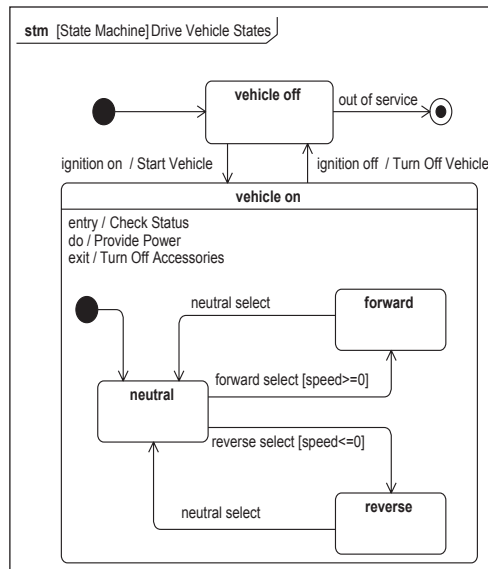 stm [State Machine] Drive Vehicle States
vehicle off
out of service
ignition on / Start Vehicle
ignition off / Turn Off Vehicle
vehicle on
entry / Check Status
do / Provide Power
exit / Turn Off Accessories
neutral select
forward
forward select [speed>=0]
neutral
reverse select [speed<=0]
neutral select
reverse